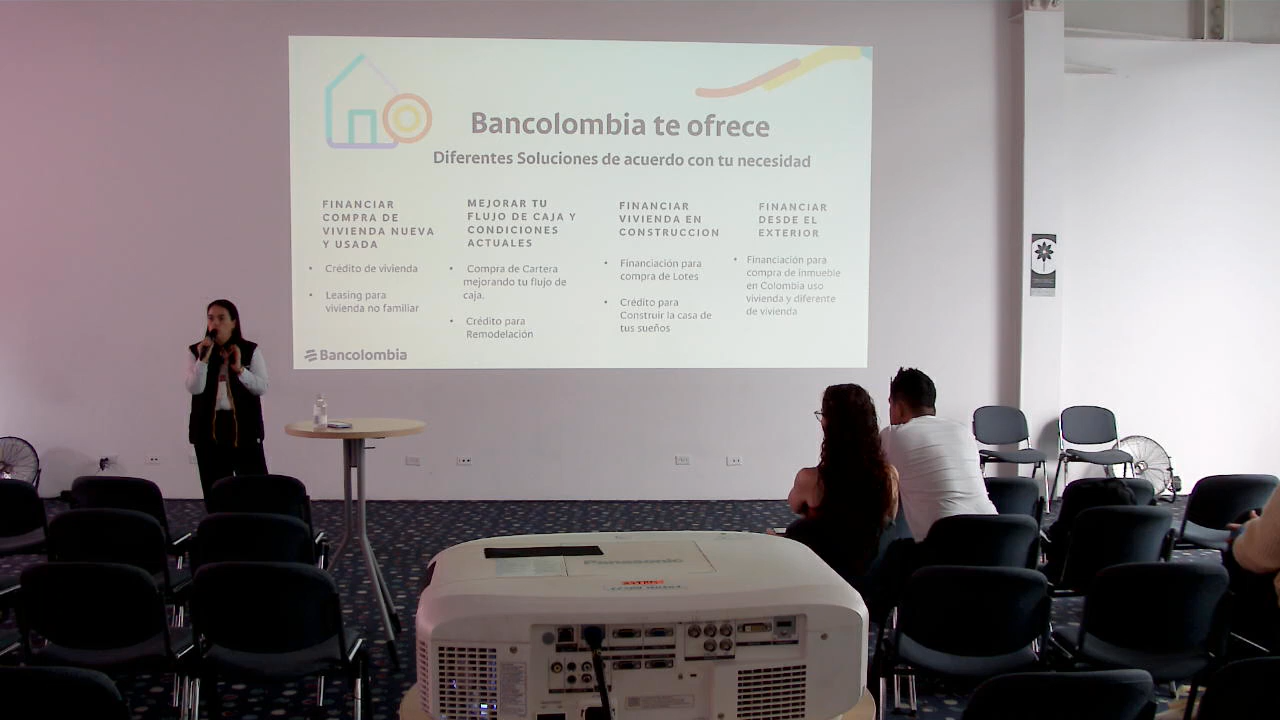 Bancolombia te ofrece
Diferentes Soluciones de acuerdo con tu necesidad
FINANCIAR
COMPRA DE
VIVIENDA NUEVA
Y USADA
• Crédito de vivienda
• Leasing para
vivienda no familiar
MEJORAR TU
FLUJO DE CAJA Y
CONDICIONES
ACTUALES
• Compra de Cartera
mejorando tu flujo de
caja.
• Crédito para
Remodelación
FINANCIAR
VIVIENDA EN
CONSTRUCCION
• Financiación para
compra de Lotes
• Crédito para
Construir la casa de
tus sueños
FINANCIAR
DESDE EL
EXTERIOR
• Financiación para
compra de inmueble
en Colombia uso
vivienda y diferente
de vivienda
Bancolombia
Panasonic